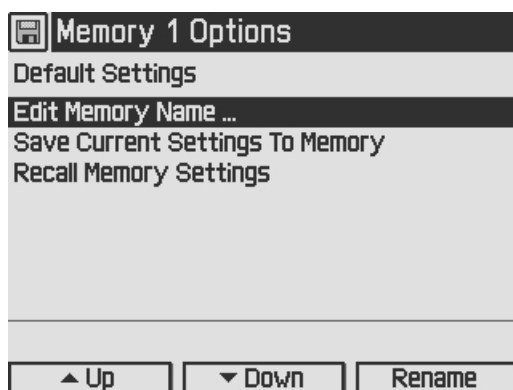 Memory 1 Options
Default Settings
Edit Memory Name ...
Save Current Settings To Memory
Recall Memory Settings
▲ Up ▼ Down Rename